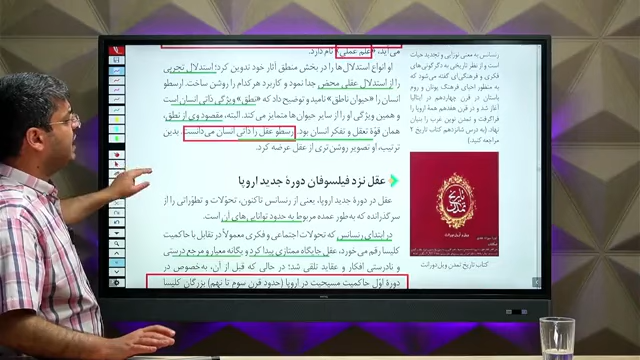 می‌آید، «علم عملی» نام دارد.
او انواع استدلال‌ها را در بخش منطق آثار خود تدوین کرد؛ استدلال تجربی
را از استدلال عقلی محض جدا نمود و کاربرد هر کدام را روشن ساخت. ارسطو
انسان را «حیوان ناطق» نامید و توضیح داد که «نطق» ویژگی ذاتی انسان است
و همین ویژگی او را از سایر حیوان‌ها متمایز می‌کند. البته، مقصود وی از نطق،
همان قوّهٔ تعقل و تفکر انسان بود. ارسطو عقل را ذاتی انسان می‌دانست. بدین
ترتیب، او تصویر روشن‌تری از عقل عرضه کرد.
عقل نزد فیلسوفان دورهٔ جدید اروپا
عقل در دورهٔ جدید اروپا، یعنی از رنسانس تاکنون، تحوّلات و تطوّراتی را از
سر گذرانده که به‌طور عمده مربوط به حدود توانایی‌های آن است.
در ابتدای رنسانس که تحولات اجتماعی و فکری معمولاً در تقابل با حاکمیت
کلیسا رقم می‌خورد، عقل جایگاه ممتازی پیدا کرد و یگانه معیار و مرجع درستی
و نادرستی افکار و عقاید تلقی شد؛ در حالی که قبل از آن، به‌خصوص در
دورهٔ اوّل حاکمیت مسیحیت در اروپا (حدود قرن سوم تا نهم) بزرگان کلیسا
رنسانس به معنی نوزایی و تجدید حیات
است و از نظر تاریخی به دگرگونی‌های
فکری و فرهنگی‌ای گفته می‌شود که
به منظور احیای فرهنگ یونان و روم
باستان در قرن چهاردهم در ایتالیا
آغاز شد و در قرن هفدهم همهٔ اروپا را
فراگرفت و تمدن نوین غرب را بنیان
نهاد. (به درس شانزدهم کتاب تاریخ ۲
مراجعه کنید.)
تاریخ تمدن
کتاب تاریخ تمدن ویل‌دورانت